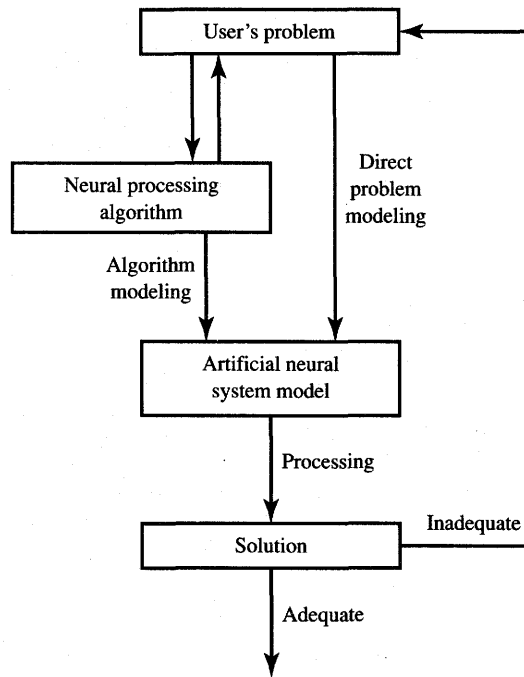 User's problem
Neural processing
algorithm
Direct
problem
modeling
Algorithm
modeling
Artificial neural
system model
Processing
Inadequate
Solution
Adequate